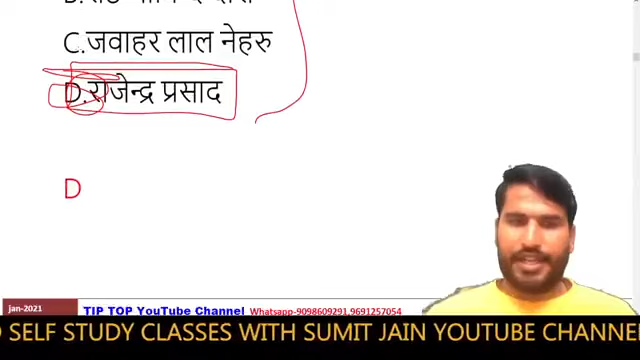 C.जवाहर लाल नेहरु
D.राजेन्द्र प्रसाद
D
jan-2021
TIP TOP YouTube Channel Whatsapp-9098609291,9691257054
SELF STUDY CLASSES WITH SUMIT JAIN YOUTUBE CHANNE